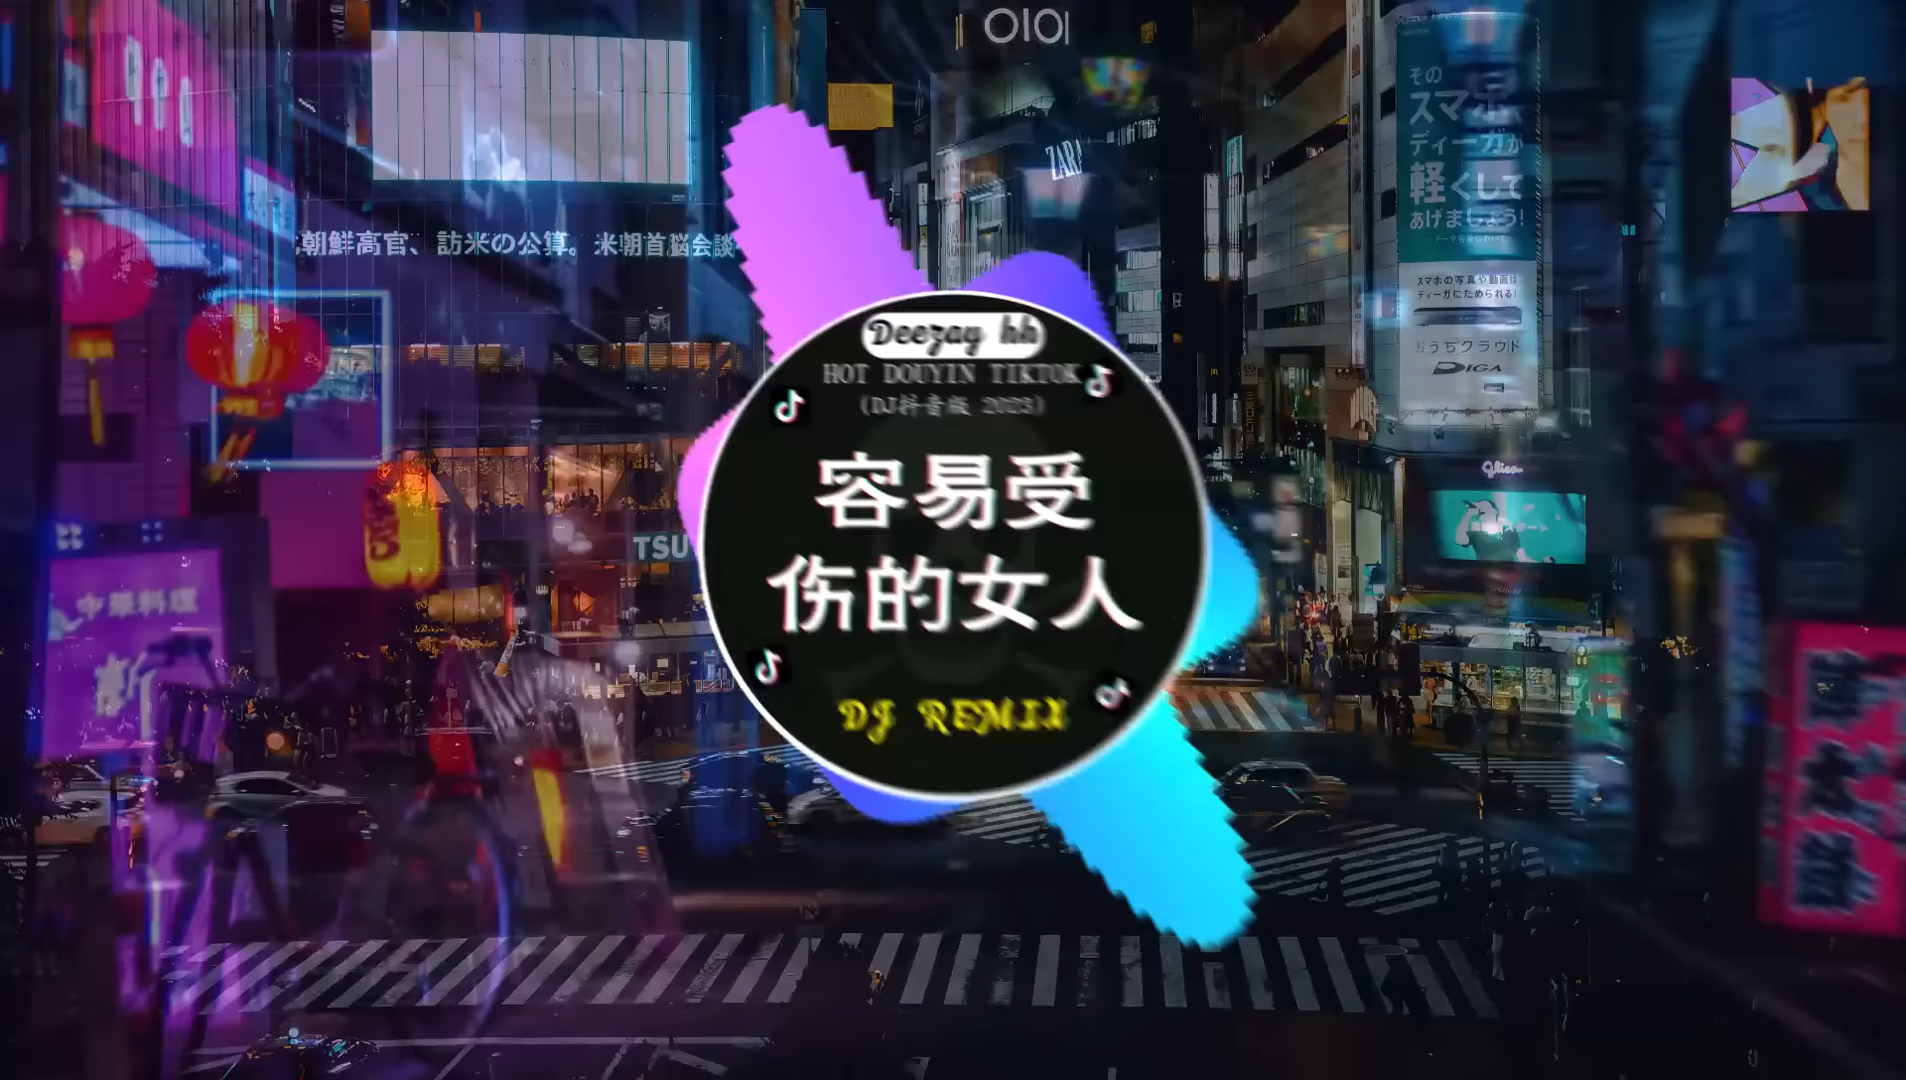 OIOI
その
スマホ
ディーガが
軽くして
あげましょう!
ZARA
朝鮮高官、訪米の公算。米朝首脳会談
スマホの写真や動画は
ディーガにためられる!
おうちクラウド
DIGA
Deezay hh
HOT DOUYIN TIKTOK
(DJ抖音版 2023)
容易受
伤的女人
DJ REMIX
Glico
TSU
中華料理